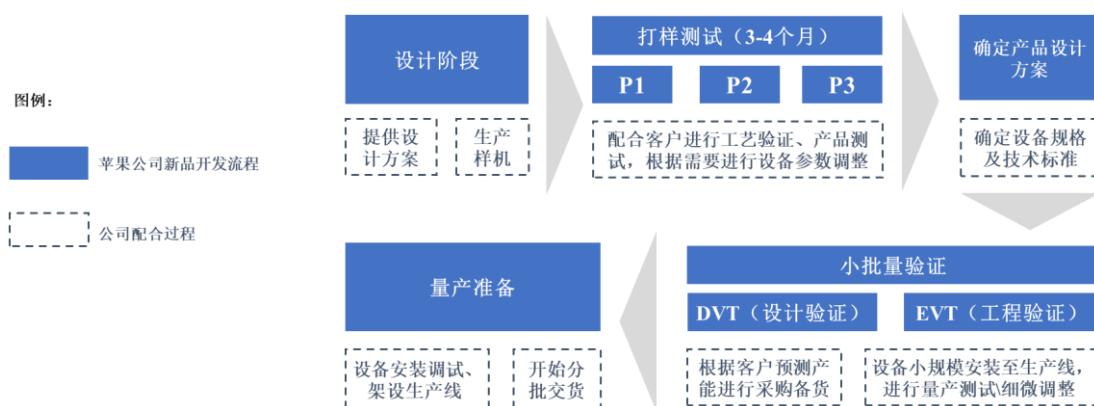 图例：
苹果公司新品开发流程
公司配合过程
设计阶段
提供设
计方案
生产
样机
打样测试（3-4个月）
P1
P2
P3
配合客户进行工艺验证、产品测
试，根据需要进行设备参数调整
确定产品设计
方案
确定设备规格
及技术标准
小批量验证
DVT（设计验证）
EVT（工程验证）
根据客户预测产
能进行采购备货
设备小规模安装至生产线，
进行量产测试\细微调整
量产准备
设备安装调试、
架设生产线
开始分
批交货